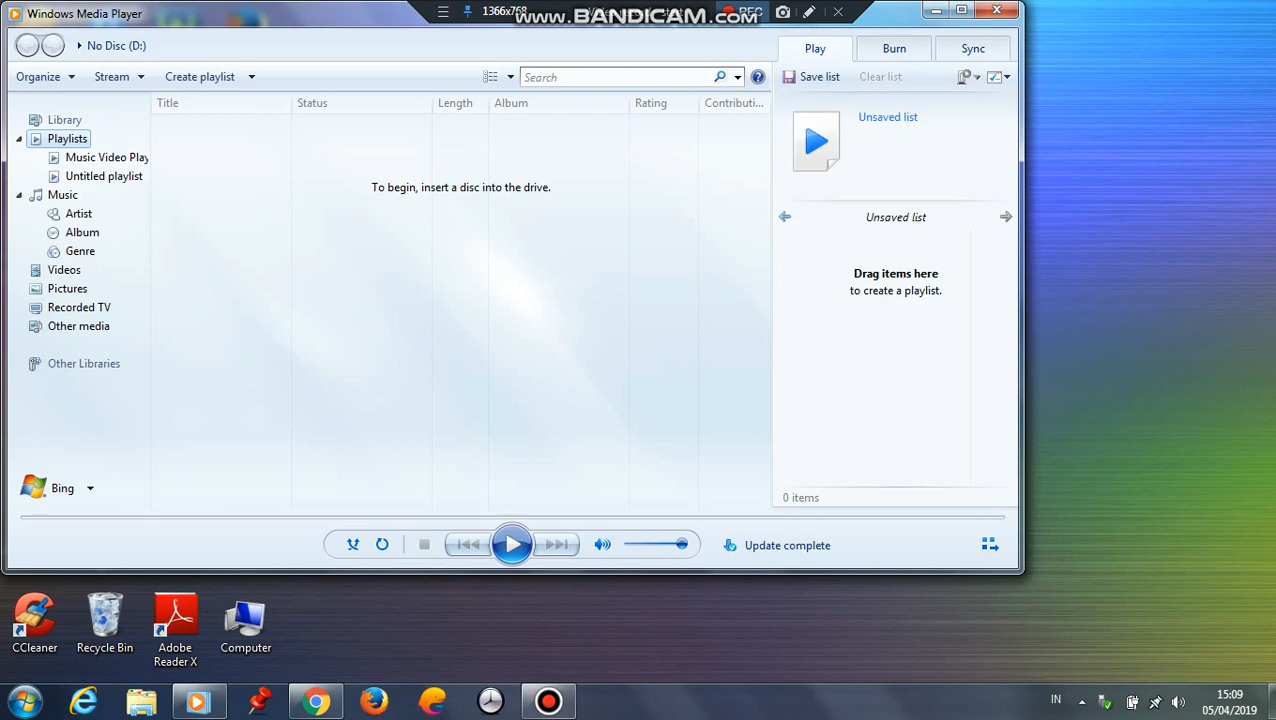 Windows Media Player
1366x768
www.BANDICAM.com
REC
No Disc (D:)
Play
Burn
Sync
Organize
Stream
Create playlist
Search
Save list
Clear list
Title
Status
Length
Album
Rating
Contributi...
Library
Playlists
Music Video Play
Untitled playlist
Music
Artist
Album
Genre
Videos
Pictures
Recorded TV
Other media
Other Libraries
To begin, insert a disc into the drive.
Unsaved list
Unsaved list
Drag items here
to create a playlist.
0 items
Bing
Update complete
CCleaner
Recycle Bin
Adobe
Reader X
Computer
IN
15:09
05/04/2019